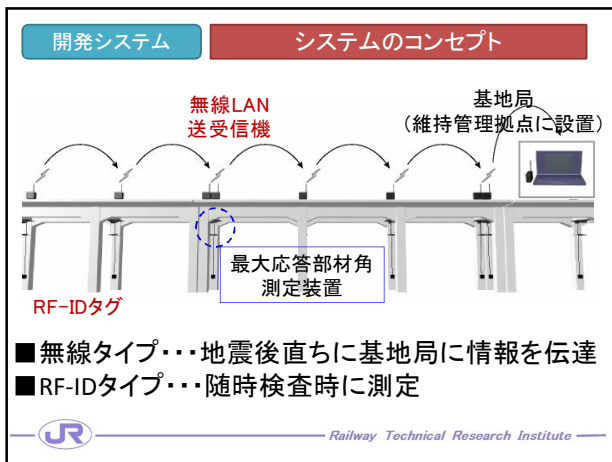 開発システム
システムのコンセプト
無線LAN
送受信機
基地局
(維持管理拠点に設置)
最大応答部材角
測定装置
RF-IDタグ
■無線タイプ・・・地震後直ちに基地局に情報を伝達
■RF-IDタイプ・・・随時検査時に測定
JR
Railway Technical Research Institute